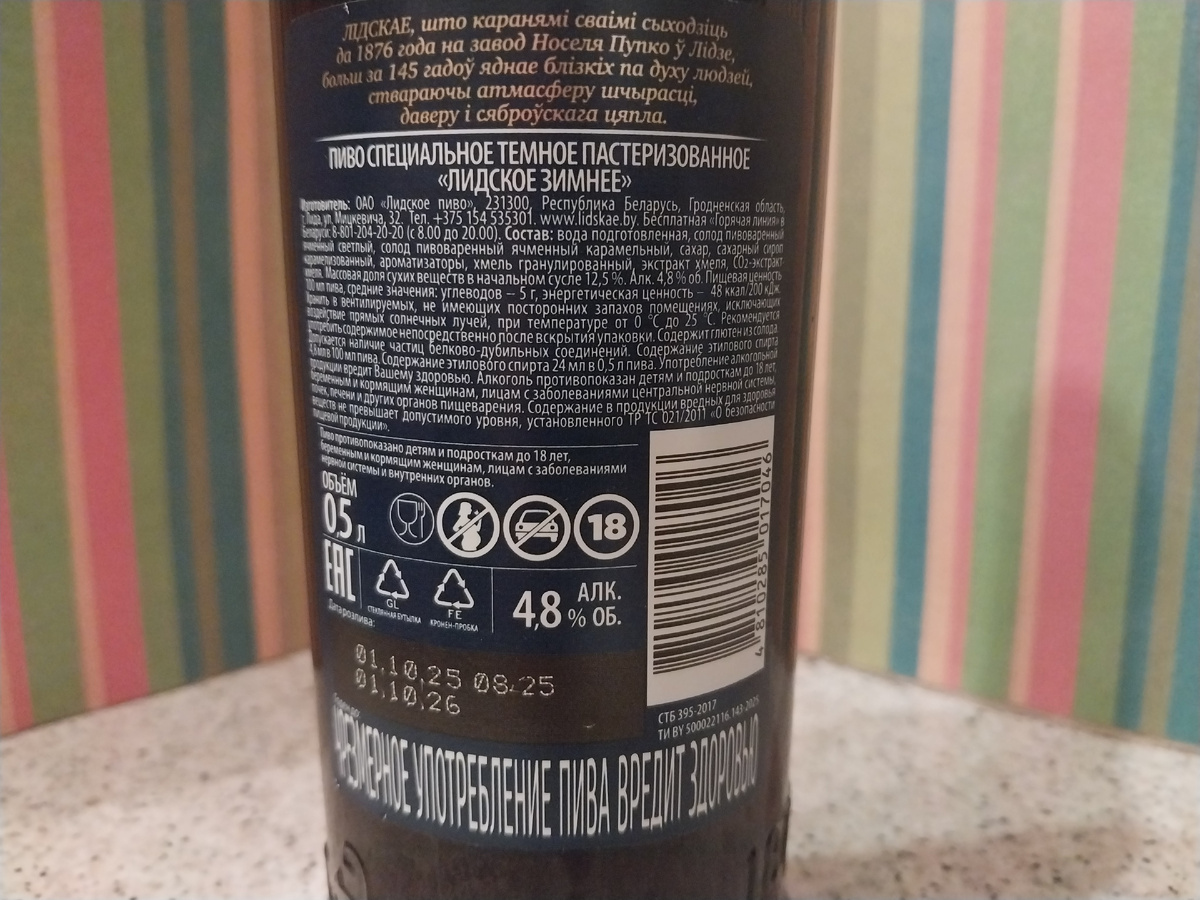 ЛІДСКАЕ, што каранямі сваімі сыходзіць
да 1876 года на завод Носеля Пупко ў Лідзе,
больш за 145 гадоў яднае блізкіх па духу людзей,
ствараючы атмасферу шчырасці,
даверу і сяброўскага цяпла.
ПИВО СПЕЦИАЛЬНОЕ ТЕМНОЕ ПАСТЕРИЗОВАННОЕ
«ЛИДСКОЕ ЗИМНЕЕ»
Изготовитель: ОАО «Лидское пиво», 231300, Республика Беларусь, Гродненская область,
г. Лида, ул. Мицкевича, 32. Тел. +375 154 535301. www.lidskae.by. Бесплатная «Горячая линия» в
Беларуси: 8-801-204-20-20 (с 8.00 до 20.00). Состав: вода подготовленная, солод пивоваренный
ячменный светлый, солод пивоваренный ячменный карамельный, сахар, сахарный сироп
карамелизованный, ароматизаторы, хмель гранулированный, экстракт хмеля, CO2-экстракт
хмеля. Массовая доля сухих веществ в начальном сусле 12,5 %. Алк. 4,8 % об. Пищевая ценность
100 мл пива, средние значения: углеводов – 5 г, энергетическая ценность – 48 ккал/200 кДж.
Хранить в вентилируемых, не имеющих посторонних запахов помещениях, исключающих
воздействие прямых солнечных лучей, при температуре от 0 °С до 25 °С. Рекомендуется
употребить содержимое непосредственно после вскрытия упаковки. Содержит глютен из солода.
Допускается наличие частиц белково-дубильных соединений. Содержание этилового спирта
4,8 мл в 100 мл пива. Содержание этилового спирта 24 мл в 0,5 л пива. Употребление алкогольной
продукции вредит Вашему здоровью. Алкоголь противопоказан детям и подросткам до 18 лет,
беременным и кормящим женщинам, лицам с заболеваниями центральной нервной системы,
почек, печени и других органов пищеварения. Содержание в продукции вредных для здоровья
веществ не превышает допустимого уровня, установленного ТР ТС 021/2011 «О безопасности
пищевой продукции».
Пиво противопоказано детям и подросткам до 18 лет,
беременным и кормящим женщинам, лицам с заболеваниями
нервной системы и внутренних органов.
ОБЪЁМ
0,5 л
18
EAC
GL
СТЕКЛЯННАЯ БУТЫЛКА
FE
КРОНЕН-ПРОБКА
4,8 % ОБ.
АЛК.
Дата розлива:
01.10.25 08:25
01.10.26
4 810285 017046
СТБ 395-2017
ТИ BY 500022116.143-2025
ЧРЕЗМЕРНОЕ УПОТРЕБЛЕНИЕ ПИВА ВРЕДИТ ЗДОРОВЬЮ